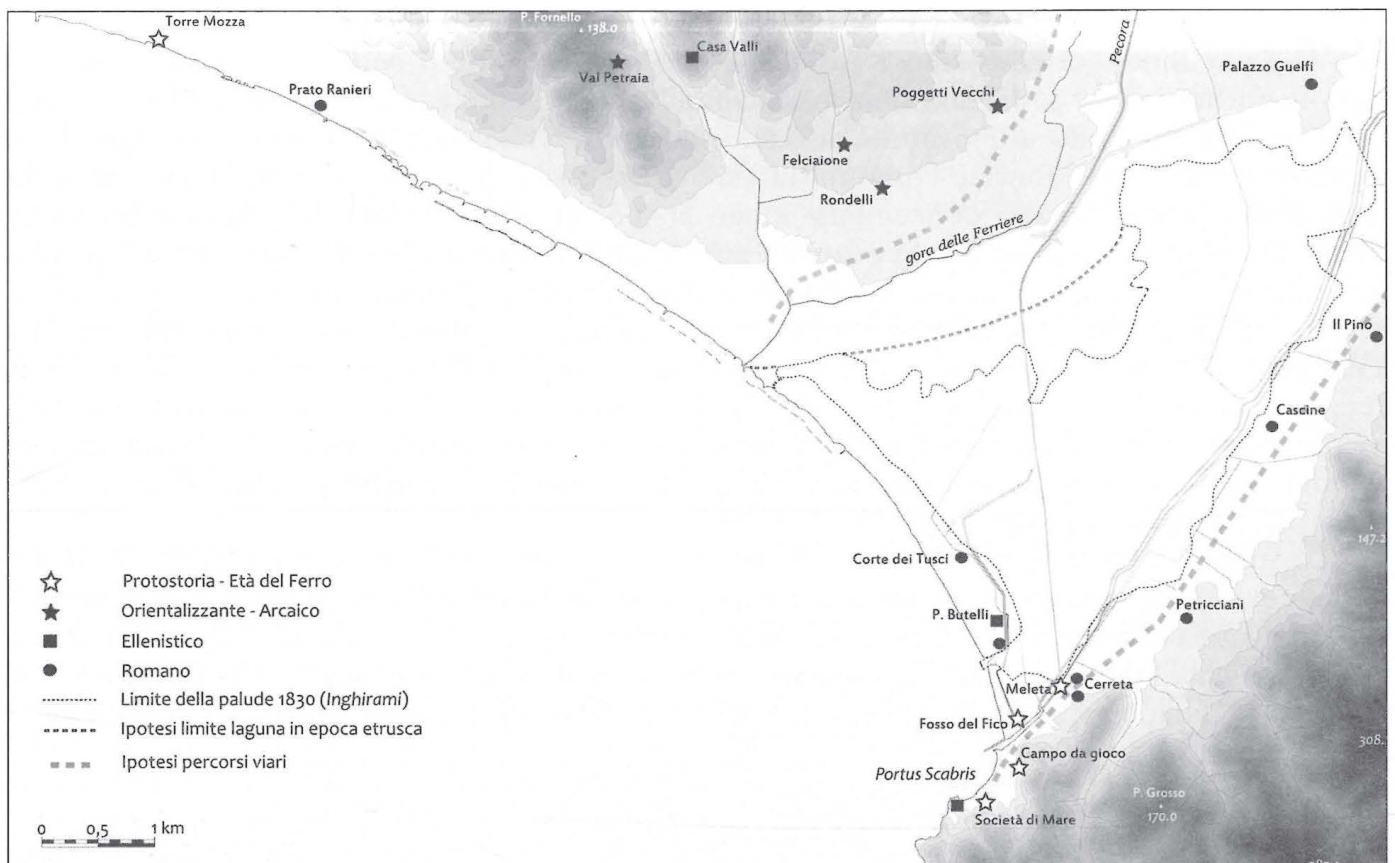 Torre Mozza
P. Fornello
138.0
Casa Valli
Val Petraia
Pecora
Palazzo Guelfi
Prato Ranieri
Poggetti Vecchi
Felciaione
Rondelli
gora delle Ferriere
Il Pino
Cascine
147.2
Corte dei Tusci
P. Butelli
Petricciani
Meleta
Cerreta
Fosso del Fico
308.
Campo da gioco
Portus Scabris
P. Grosso
170.0
Società di Mare
Protostoria - Età del Ferro
Orientalizzante - Arcaico
Ellenistico
Romano
Limite della palude 1830 (Inghirami)
Ipotesi limite laguna in epoca etrusca
Ipotesi percorsi viari
0 0,5 1 km